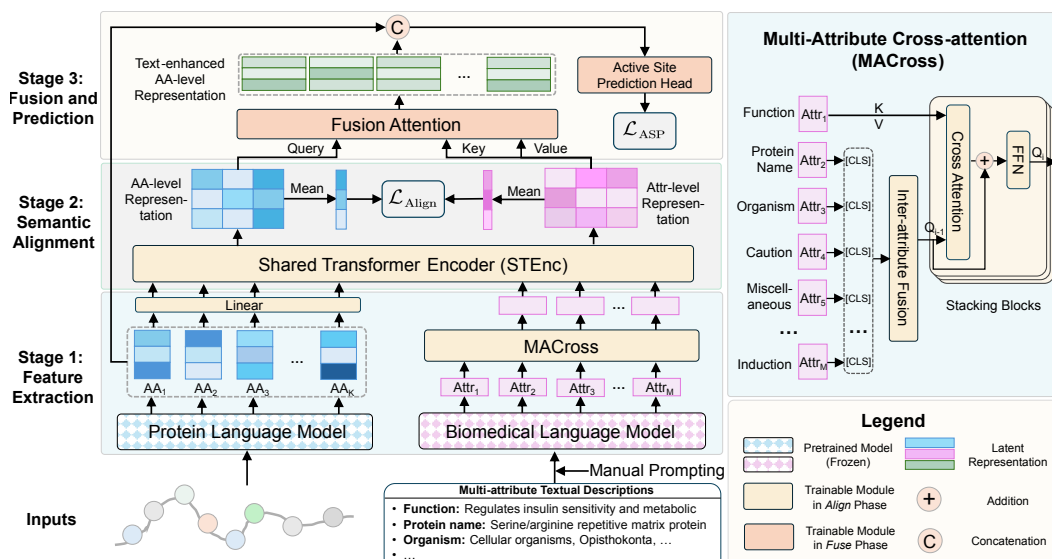 Stage 3:
Fusion and
Prediction
Text-enhanced
AA-level
Representation
C
...
Active Site
Prediction Head
Fusion Attention
L_ASP
Query
Key
Value
Stage 2:
Semantic
Alignment
AA-level
Represen-
tation
Mean
L_Align
Mean
Attr-level
Represen-
tation
Shared Transformer Encoder (STEnc)
Stage 1:
Feature
Extraction
Linear
...
AA1
AA2
AA3
AAK
Protein Language Model
...
MACross
Attr1
Attr2
Attr3
...
AttrM
Biomedical Language Model
Manual Prompting
Inputs
Multi-attribute Textual Descriptions
• Function: Regulates insulin sensitivity and metabolic
• Protein name: Serine/arginine repetitive matrix protein
• Organism: Cellular organisms, Opisthokonta, ...
• ...
Multi-Attribute Cross-attention
(MACross)
Function
Attr1
K
V
Protein
Name
Attr2
[CLS]
Organism
Attr3
[CLS]
Caution
Attr4
[CLS]
Miscell-
aneous
Attr5
[CLS]
...
...
Induction
AttrM
[CLS]
Inter-attribute Fusion
Qi-1
Cross Attention
+
FFN
Qi
Stacking Blocks
Legend
Pretrained Model
(Frozen)
Latent
Representation
Trainable Module
in Align Phase
+
Addition
Trainable Module
in Fuse Phase
C
Concatenation